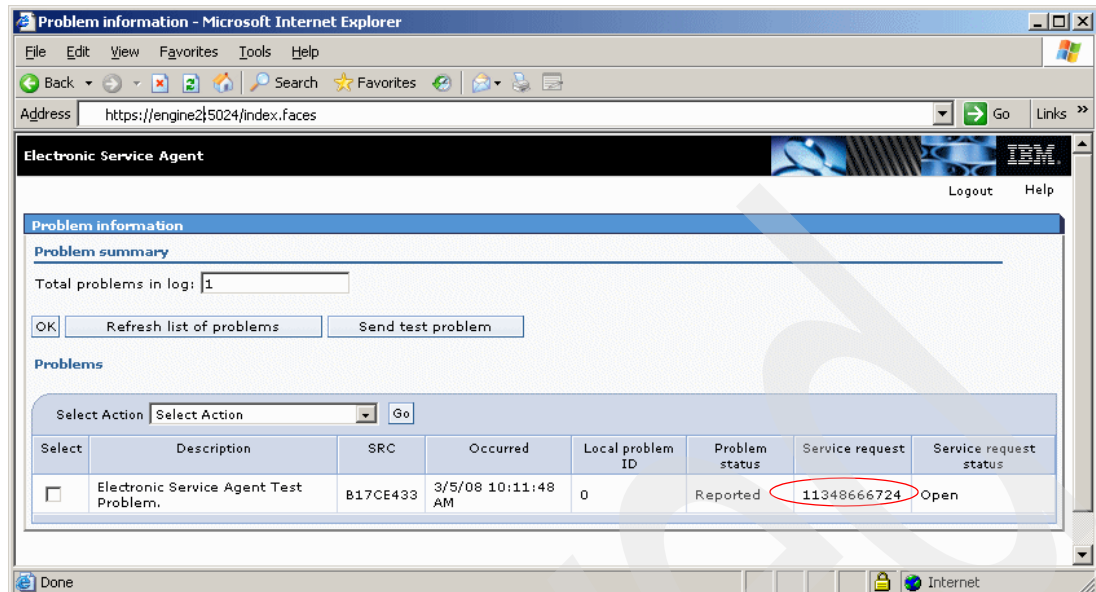 Problem information - Microsoft Internet Explorer
File Edit View Favorites Tools Help
Back Search Favorites
Address https://engine2:5024/index.faces Go Links »
Electronic Service Agent IBM.
Logout Help
Problem information
Problem summary
Total problems in log: 1
OK Refresh list of problems Send test problem
Problems
Select Action Select Action Go
Select Description SRC Occurred Local problem ID Problem status Service request Service request status
Electronic Service Agent Test Problem. B17CE433 3/5/08 10:11:48 AM 0 Reported 11348666724 Open
Done Internet